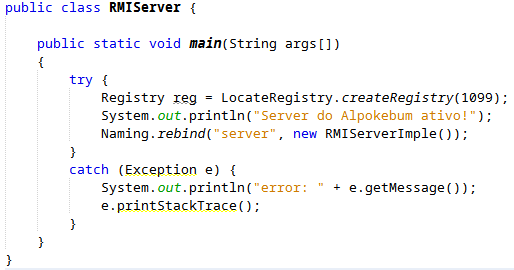 public class RMIServer {
public static void main(String args[])
{
try {
Registry reg = LocateRegistry.createRegistry(1099);
System.out.println("Server do Alpokebum ativo!");
Naming.rebind("server", new RMIServerImple());
}
catch (Exception e) {
System.out.println("error: " + e.getMessage());
e.printStackTrace();
}
}
}